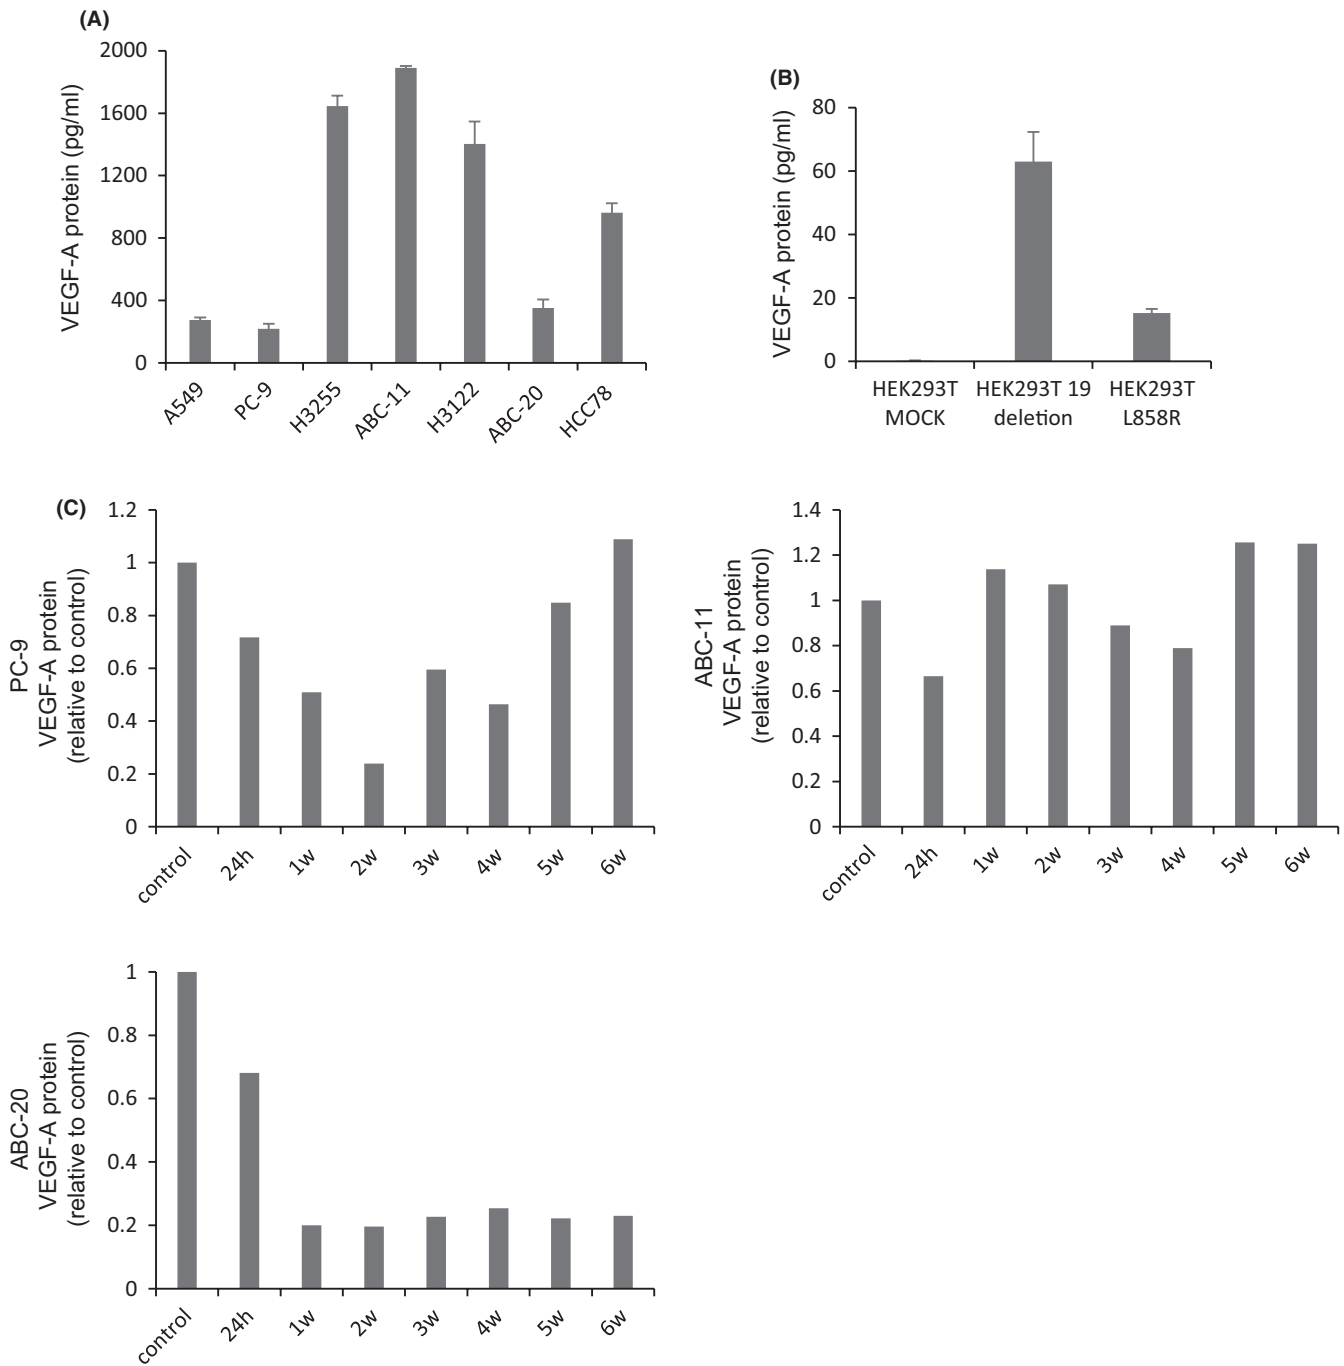 (A)
VEGF-A protein (pg/ml)
2000
1600
1200
800
400
0
A549
PC-9
H3255
ABC-11
H3122
ABC-20
HCC78
(B)
VEGF-A protein (pg/ml)
80
60
40
20
0
HEK293T
MOCK
HEK293T 19
deletion
HEK293T
L858R
(C)
PC-9
VEGF-A protein
(relative to control)
1.2
1
0.8
0.6
0.4
0.2
0
control
24h
1w
2w
3w
4w
5w
6w
ABC-11
VEGF-A protein
(relative to control)
1.4
1.2
1
0.8
0.6
0.4
0.2
0
control
24h
1w
2w
3w
4w
5w
6w
ABC-20
VEGF-A protein
(relative to control)
1
0.8
0.6
0.4
0.2
0
control
24h
1w
2w
3w
4w
5w
6w